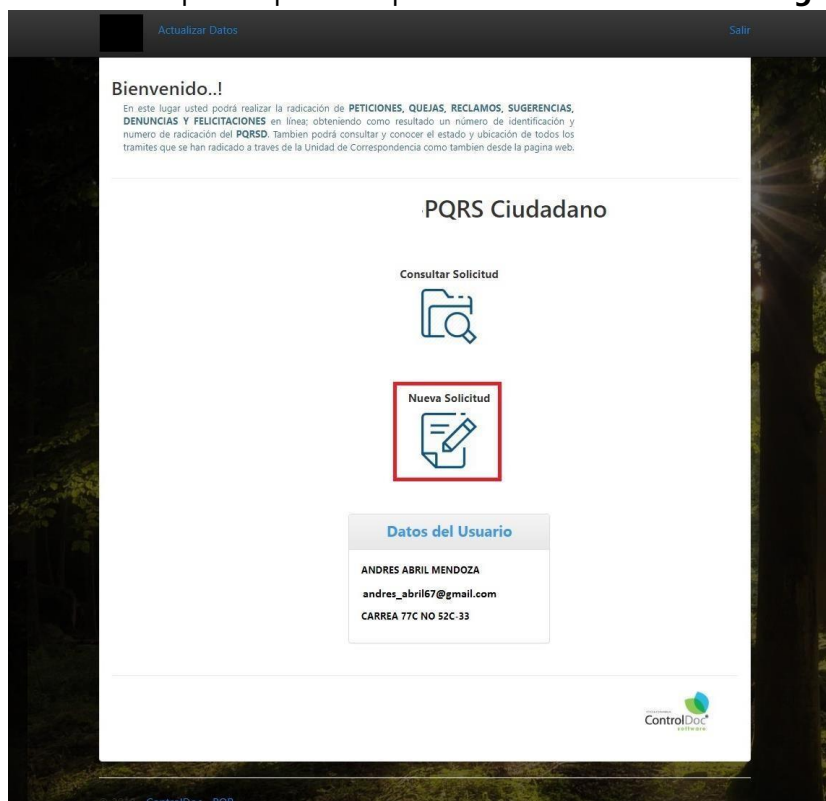 Actualizar Datos
Salir
Bienvenido..!
En este lugar usted podrá realizar la radicación de PETICIONES, QUEJAS, RECLAMOS, SUGERENCIAS,
DENUNCIAS Y FELICITACIONES en línea; obteniendo como resultado un número de identificación y
numero de radicación del PQRSD. Tambien podrá consultar y conocer el estado y ubicación de todos los
tramites que se han radicado a traves de la Unidad de Correspondencia como tambien desde la pagina web.
PQRS Ciudadano
Consultar Solicitud
Nueva Solicitud
Datos del Usuario
ANDRES ABRIL MENDOZA
andres_abril67@gmail.com
CARREA 77C NO 52C-33
ControlDoc
software
ControlDoc - PQR